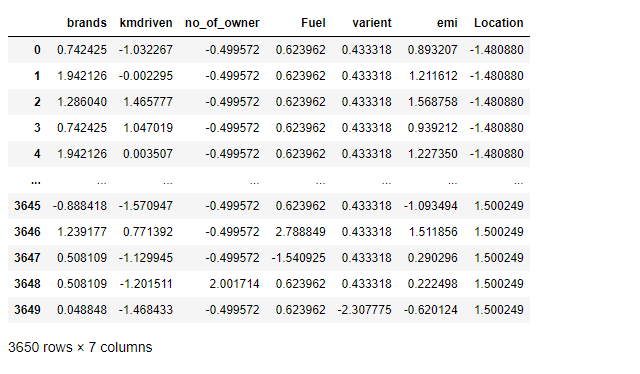 brands kmdriven no_of_owner Fuel varient emi Location
0 0.742425 -1.032267 -0.499572 0.623962 0.433318 0.893207 -1.480880
1 1.942126 -0.002295 -0.499572 0.623962 0.433318 1.211612 -1.480880
2 1.286040 1.465777 -0.499572 0.623962 0.433318 1.568758 -1.480880
3 0.742425 1.047019 -0.499572 0.623962 0.433318 0.939212 -1.480880
4 1.942126 0.003507 -0.499572 0.623962 0.433318 1.227350 -1.480880
... ... ... ... ... ... ... ...
3645 -0.888418 -1.570947 -0.499572 0.623962 0.433318 -1.093494 1.500249
3646 1.239177 0.771392 -0.499572 2.788849 0.433318 1.511856 1.500249
3647 0.508109 -1.129945 -0.499572 -1.540925 0.433318 0.290296 1.500249
3648 0.508109 -1.201511 2.001714 0.623962 0.433318 0.222498 1.500249
3649 0.048848 -1.468433 -0.499572 0.623962 -2.307775 -0.620124 1.500249
3650 rows × 7 columns